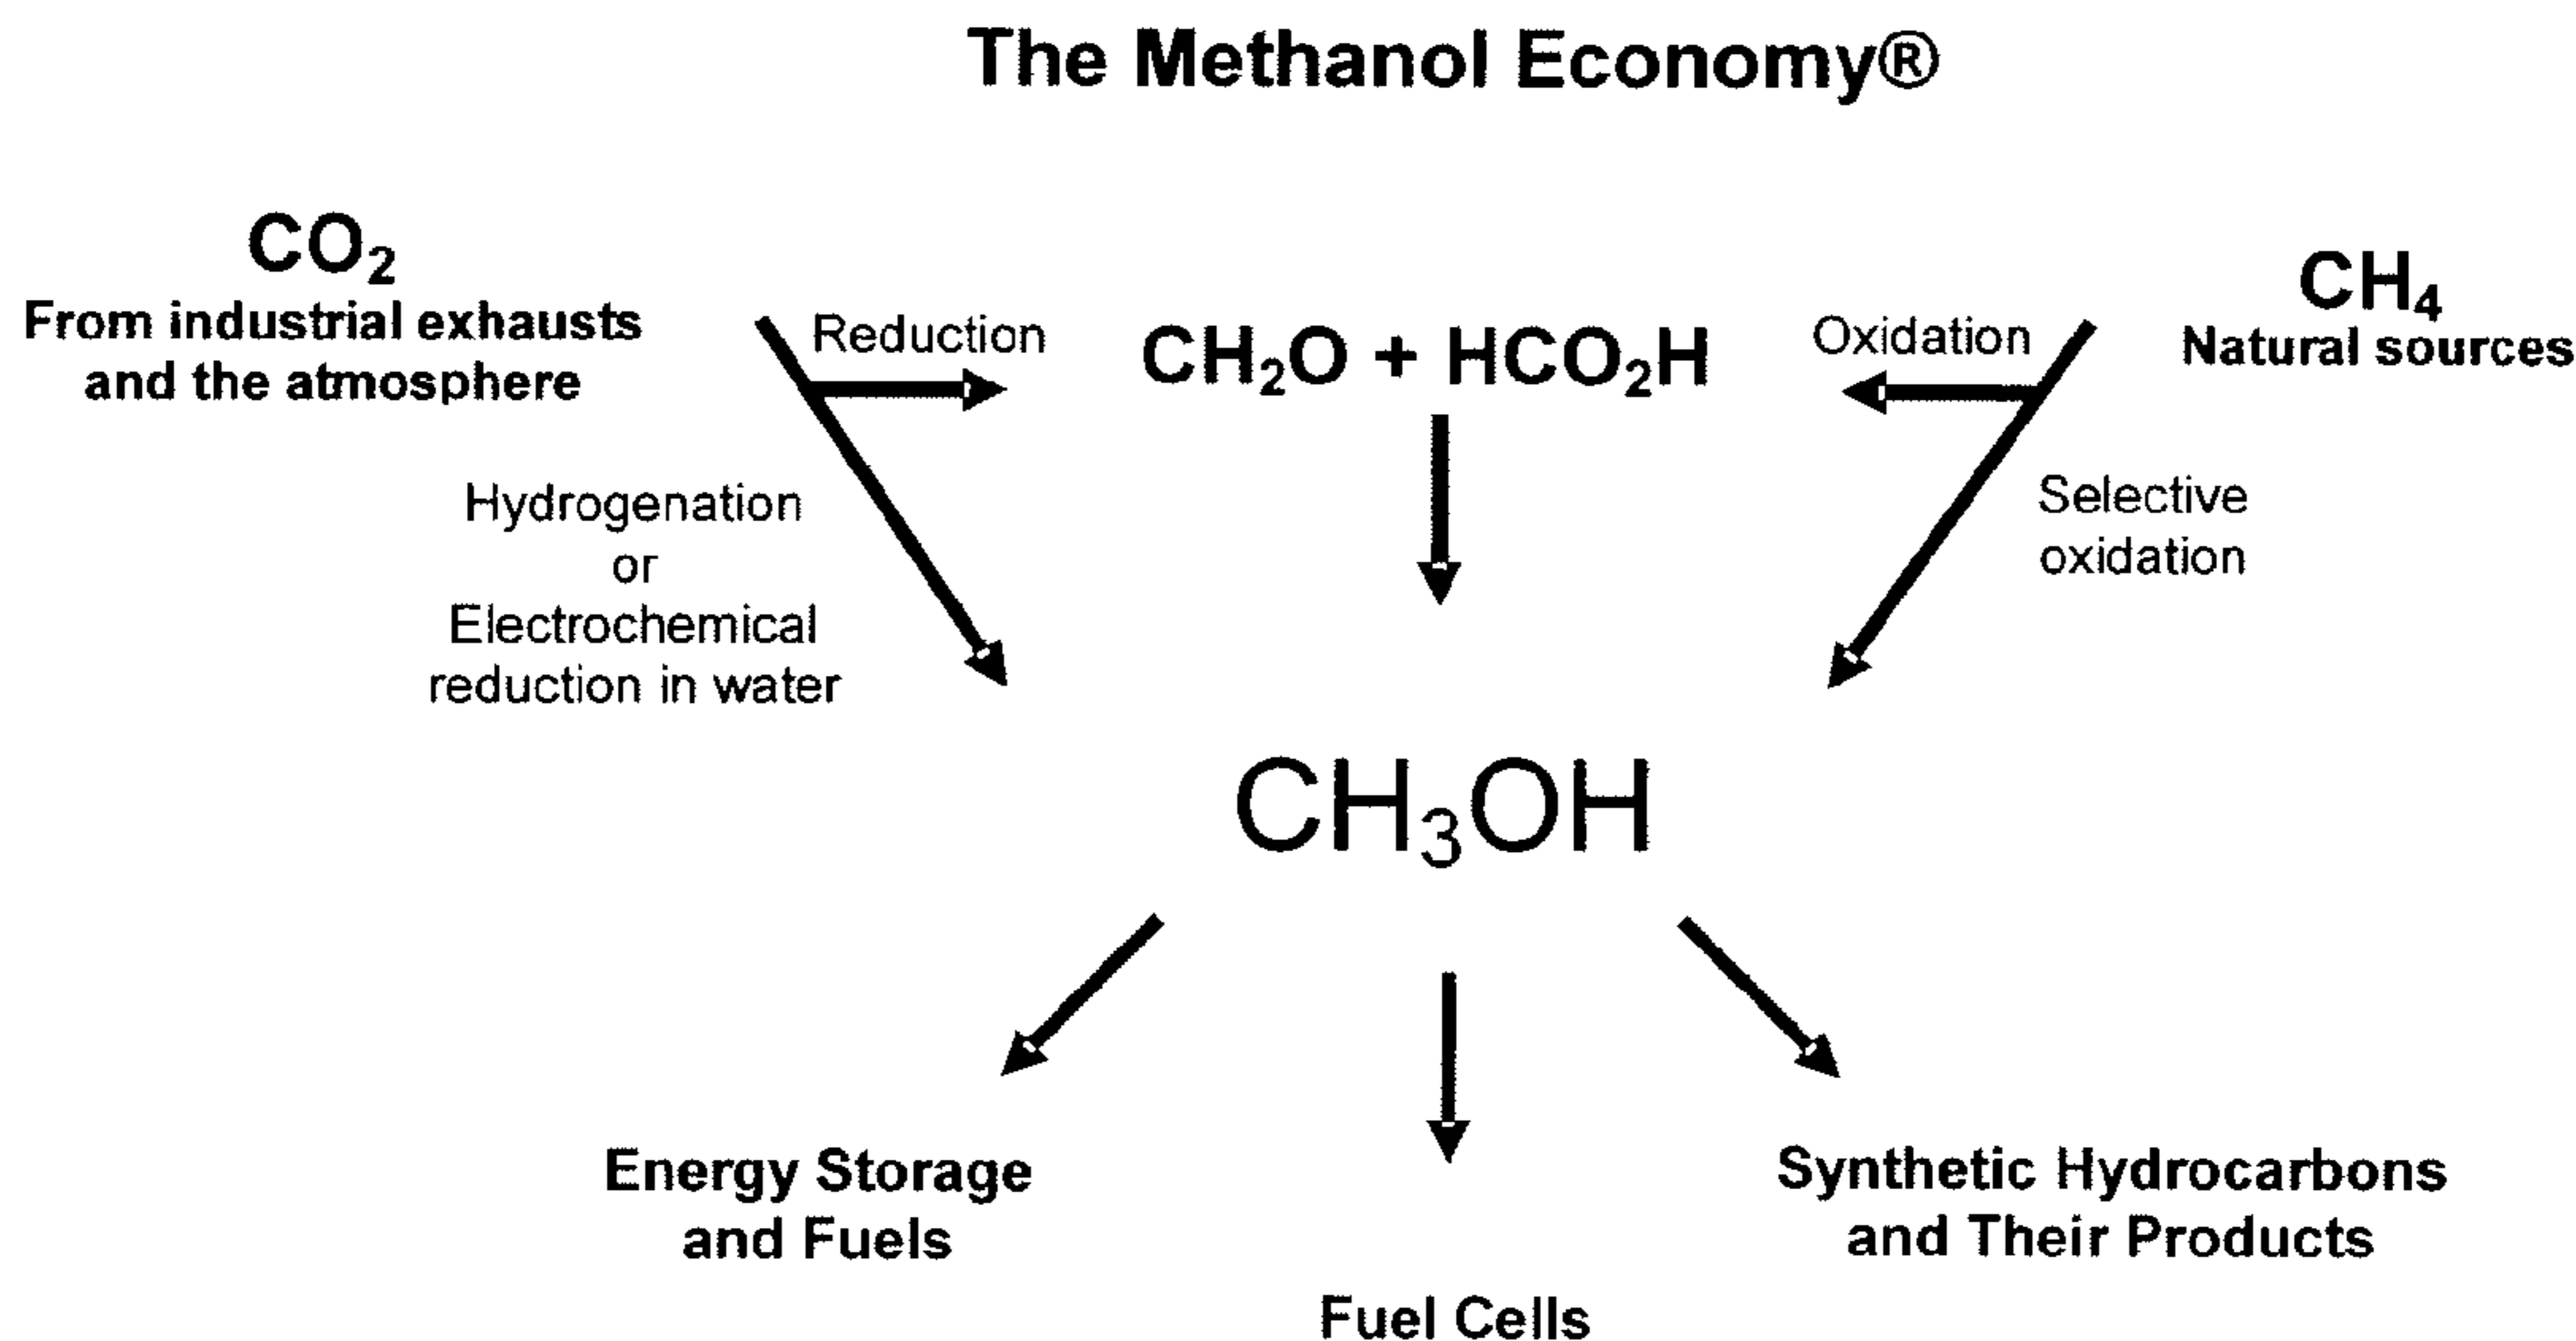 The Methanol Economy®
CO₂
From industrial exhausts
and the atmosphere
Reduction
CH₂O + HCO₂H
Oxidation
CH₄
Natural sources
Hydrogenation
or
Electrochemical
reduction in water
Selective
oxidation
CH₃OH
Energy Storage
and Fuels
Fuel Cells
Synthetic Hydrocarbons
and Their Products